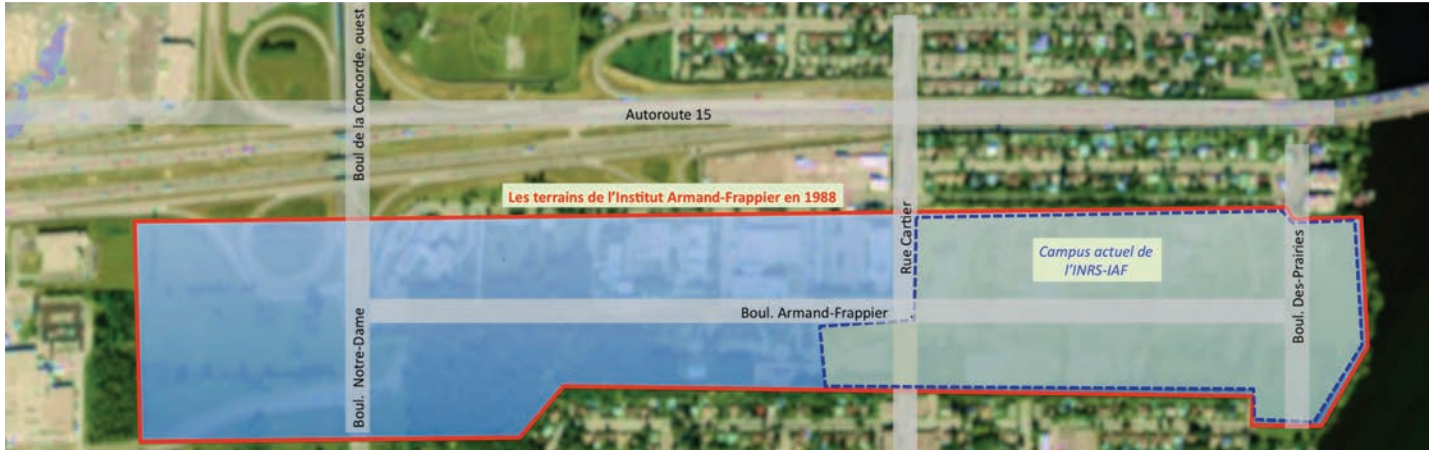 Boul de la Concorde, ouest
Autoroute 15
Les terrains de l’Institut Armand-Frappier en 1988
Rue Cartier
Campus actuel de
l’INRS-IAF
Boul. Armand-Frappier
Boul. Des-Prairies
Boul. Notre-Dame